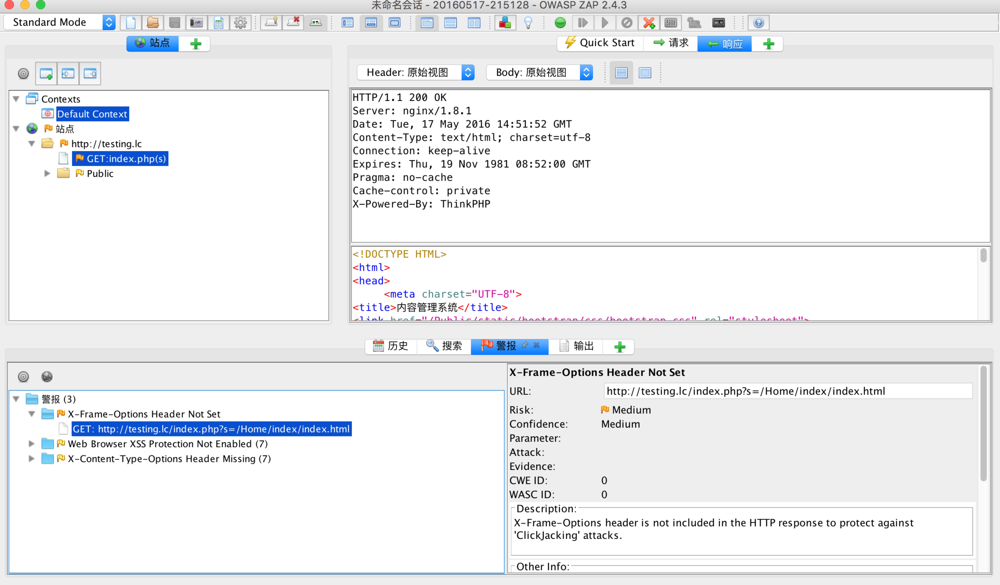 未命名会话 - 20160517-215128 - OWASP ZAP 2.4.3
Standard Mode
站点
Quick Start
请求
响应
Header: 原始视图
Body: 原始视图
Contexts
Default Context
站点
http://testing.lc
GET:index.php(s)
Public
HTTP/1.1 200 OK
Server: nginx/1.8.1
Date: Tue, 17 May 2016 14:51:52 GMT
Content-Type: text/html; charset=utf-8
Connection: keep-alive
Expires: Thu, 19 Nov 1981 08:52:00 GMT
Pragma: no-cache
Cache-control: private
X-Powered-By: ThinkPHP
<!DOCTYPE HTML>
<html>
<head>
<meta charset="UTF-8">
<title>内容管理系统</title>
<link href="/Public/static/bootstrap/css/bootstrap.css" rel="stylesheet">
历史
搜索
警报
输出
警报 (3)
X-Frame-Options Header Not Set
GET: http://testing.lc/index.php?s=/Home/index/index.html
Web Browser XSS Protection Not Enabled (7)
X-Content-Type-Options Header Missing (7)
X-Frame-Options Header Not Set
URL: http://testing.lc/index.php?s=/Home/index/index.html
Risk: Medium
Confidence: Medium
Parameter:
Attack:
Evidence:
CWE ID: 0
WASC ID: 0
Description:
X-Frame-Options header is not included in the HTTP response to protect against
'ClickJacking' attacks.
Other Info: